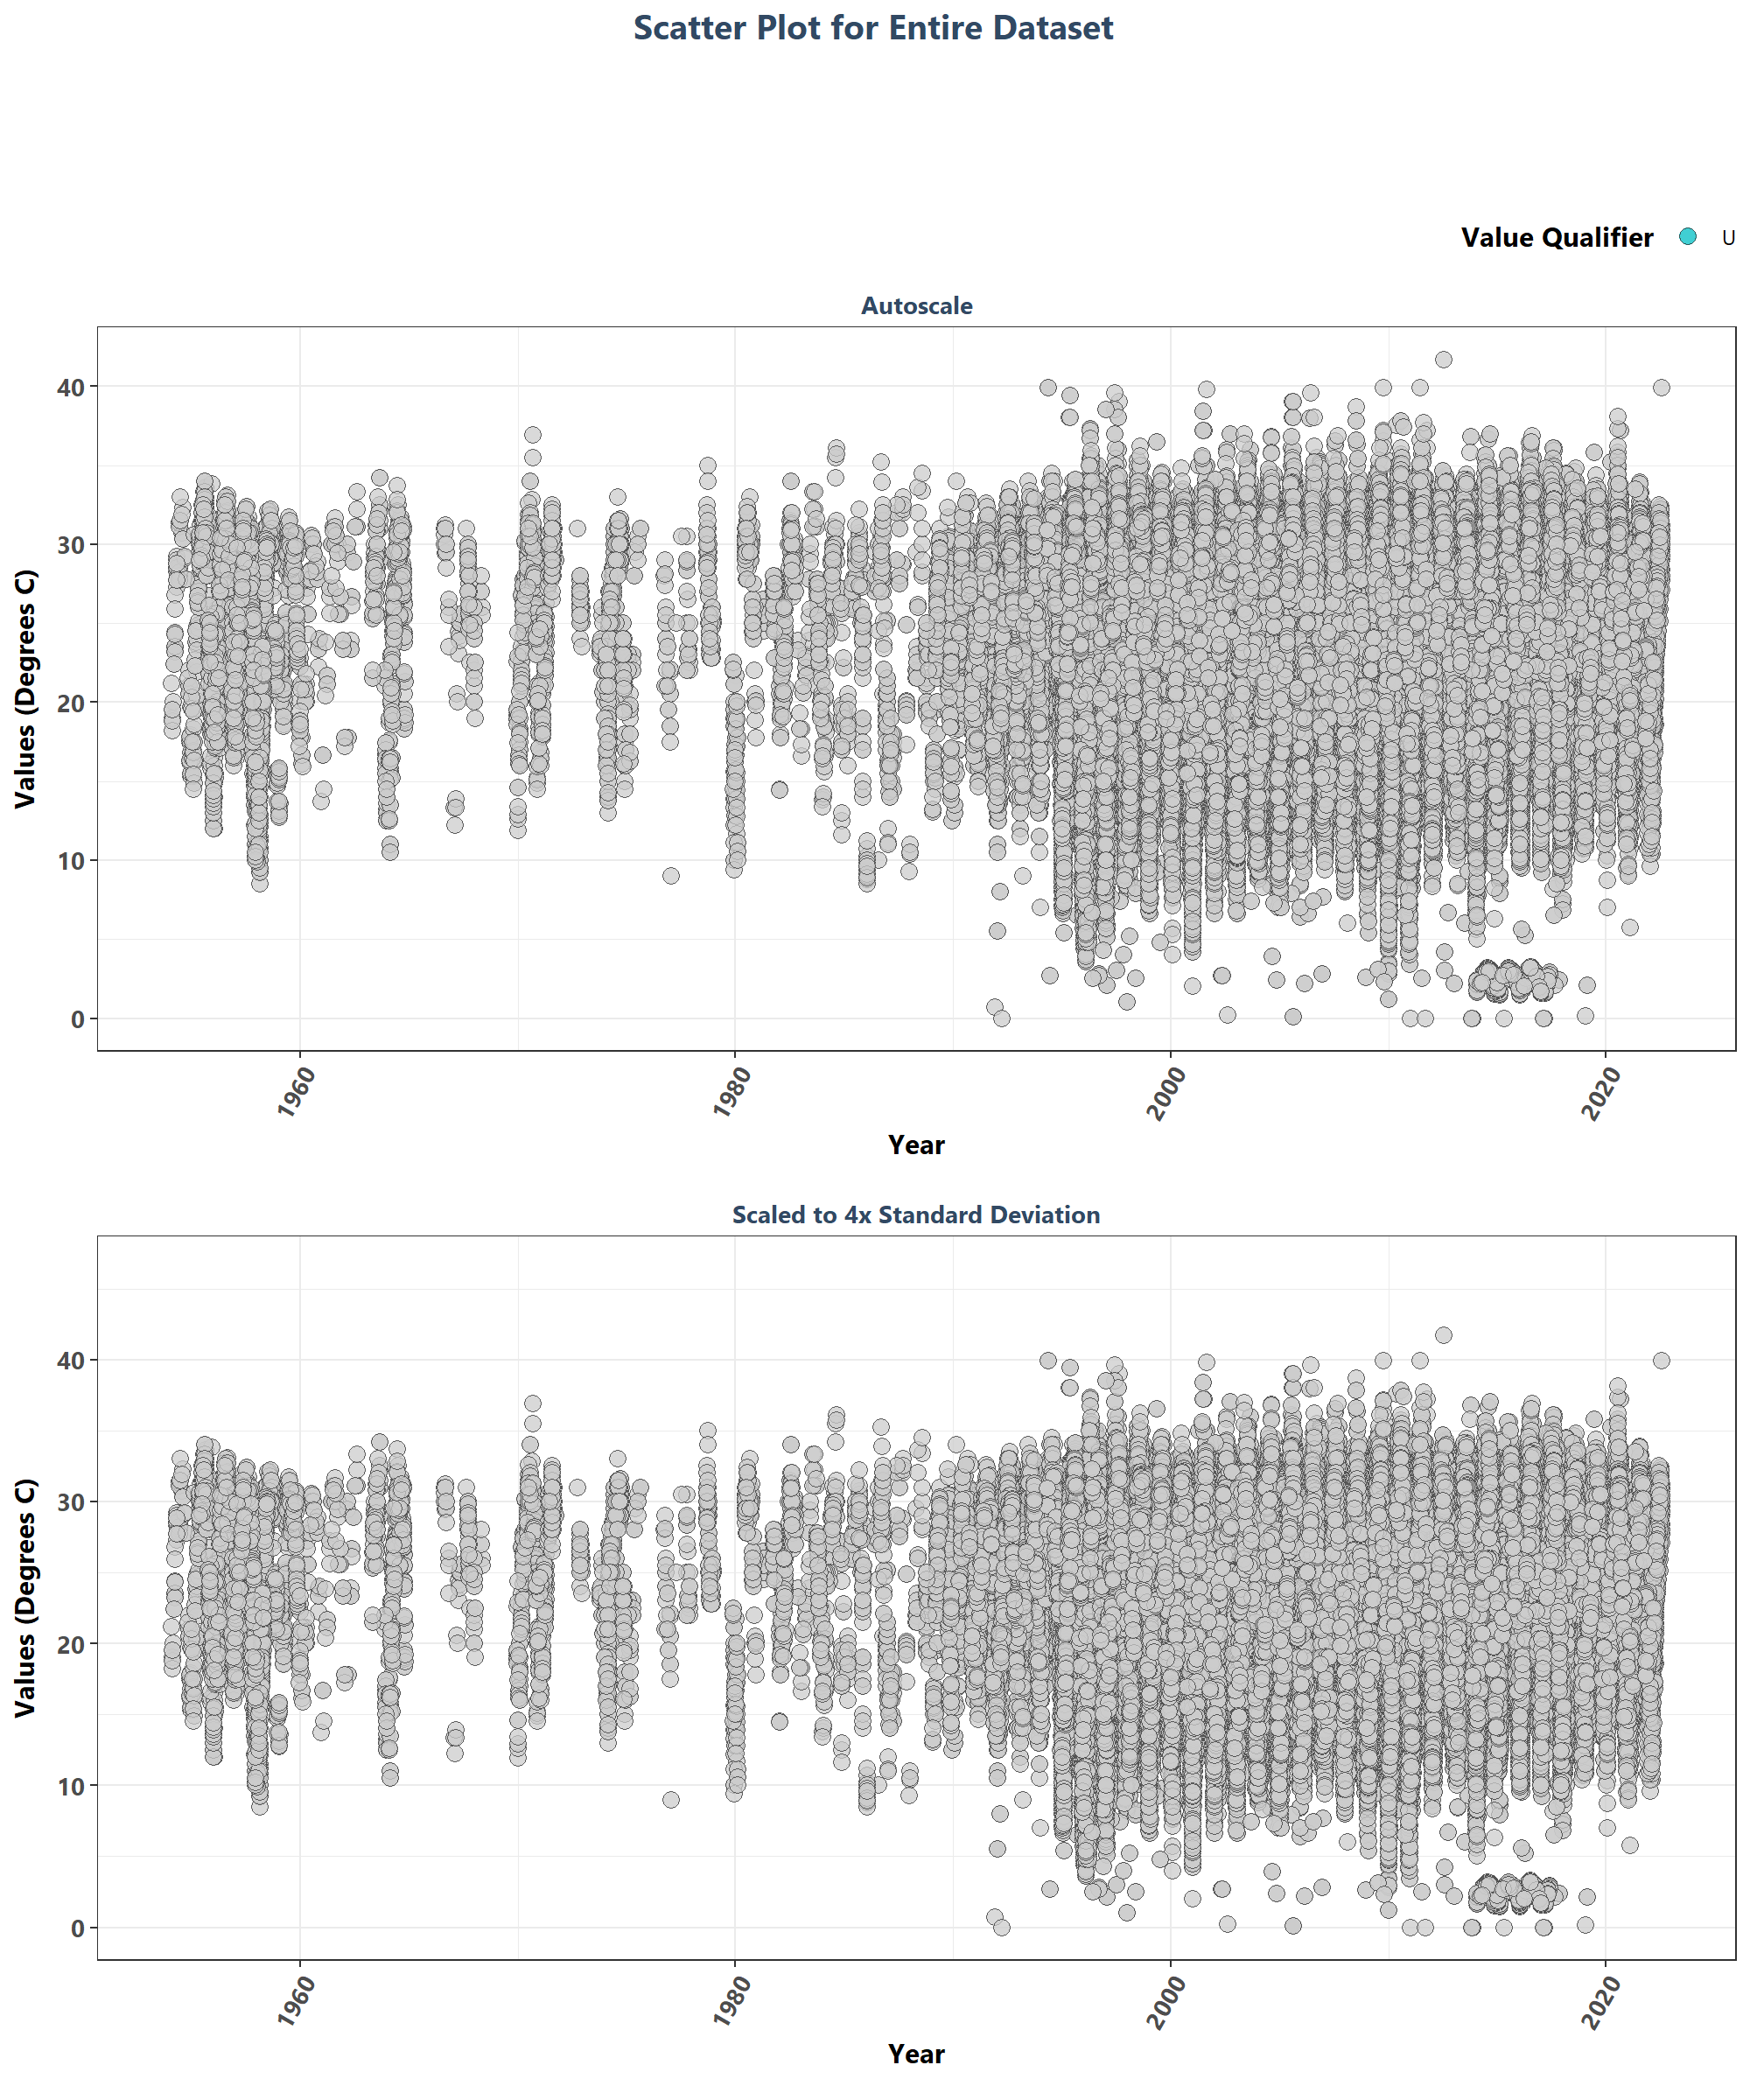 Scatter Plot for Entire Dataset
Value Qualifier U
Autoscale
40
30
20
10
0
Values (Degrees C)
1960 1980 2000 2020
Year
Scaled to 4x Standard Deviation
40
30
20
10
0
Values (Degrees C)
1960 1980 2000 2020
Year